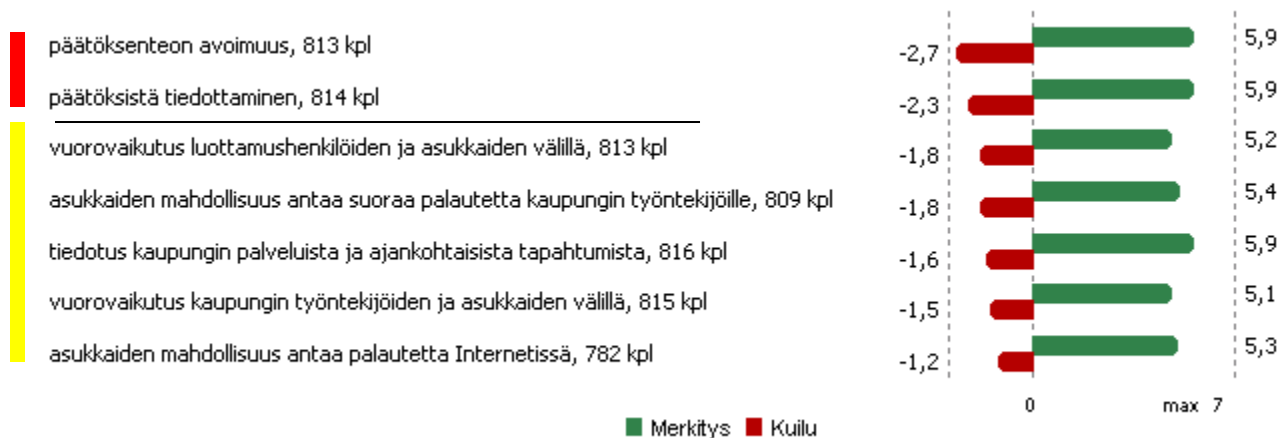 päätöksenteon avoimuus, 813 kpl -2,7 5,9
päätöksistä tiedottaminen, 814 kpl -2,3 5,9
vuorovaikutus luottamushenkilöiden ja asukkaiden välillä, 813 kpl -1,8 5,2
asukkaiden mahdollisuus antaa suoraa palautetta kaupungin työntekijöille, 809 kpl -1,8 5,4
tiedotus kaupungin palveluista ja ajankohtaisista tapahtumista, 816 kpl -1,6 5,9
vuorovaikutus kaupungin työntekijöiden ja asukkaiden välillä, 815 kpl -1,5 5,1
asukkaiden mahdollisuus antaa palautetta Internetissä, 782 kpl -1,2 5,3
0 max 7
Merkitys Kuilu